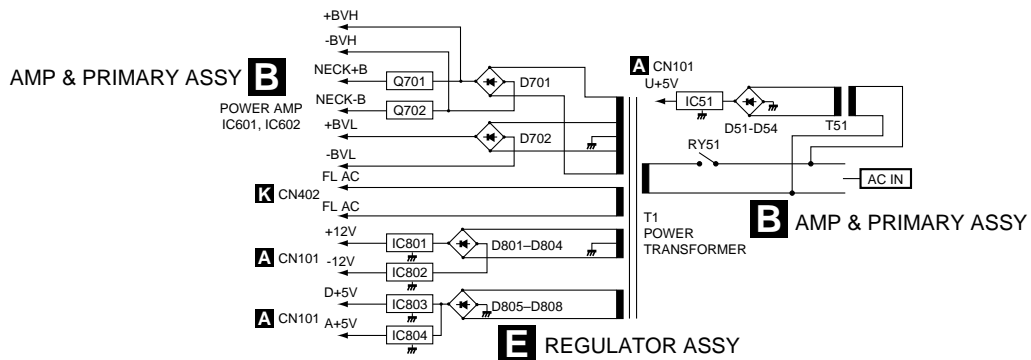 +BVH
-BVH
AMP & PRIMARY ASSY B
NECK+B
Q701
D701
NECK-B
Q702
POWER AMP
IC601, IC602
+BVL
D702
-BVL
FL AC
K CN402
FL AC
+12V
IC801
D801–D804
A CN101
-12V
IC802
D+5V
IC803
D805–D808
A CN101
A+5V
IC804
E REGULATOR ASSY
A CN101
U+5V
IC51
D51-D54
T51
RY51
AC IN
T1
POWER
TRANSFORMER
B AMP & PRIMARY ASSY